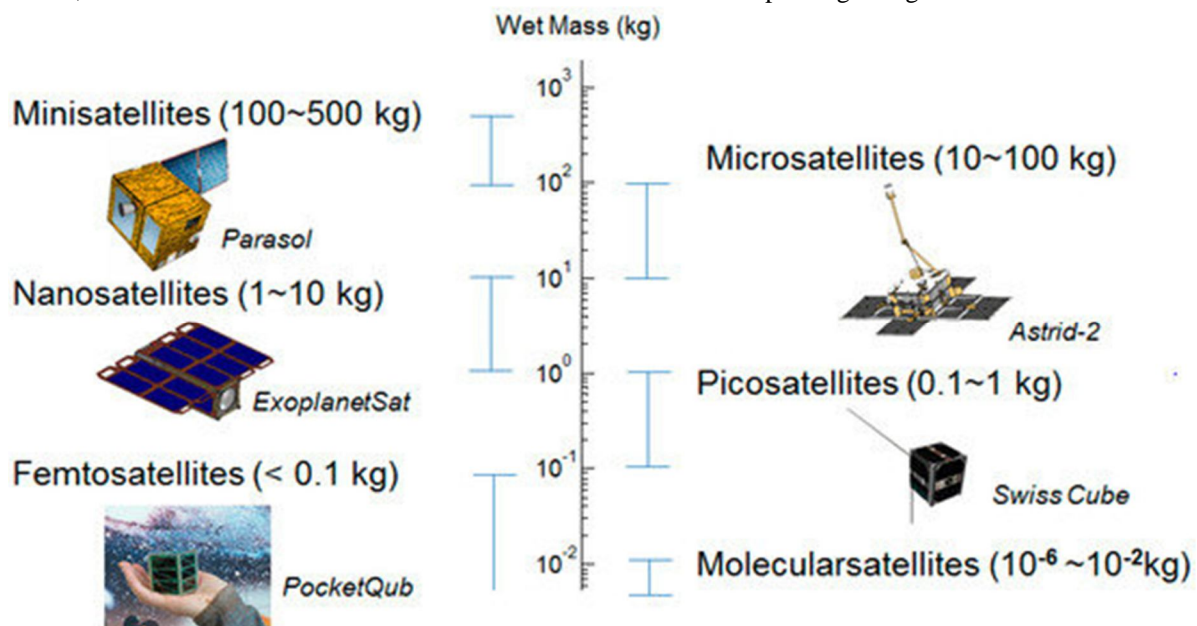 Wet Mass (kg)
10³
Minisatellites (100~500 kg)
Microsatellites (10~100 kg)
10²
Parasol
10¹
Nanosatellites (1~10 kg)
Astrid-2
10⁰
Picosatellites (0.1~1 kg)
ExoplanetSat
Femtosatellites (< 0.1 kg)
10⁻¹
Swiss Cube
10⁻²
Molecularsatellites (10⁻⁶ ~10⁻²kg)
PocketQub